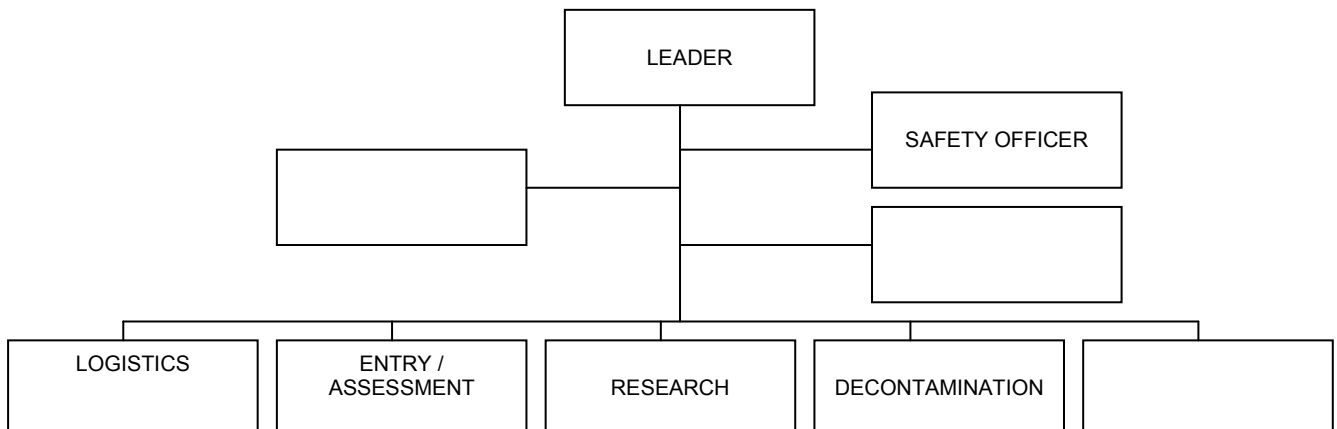 LEADER
SAFETY OFFICER
LOGISTICS
ENTRY /
ASSESSMENT
RESEARCH
DECONTAMINATION